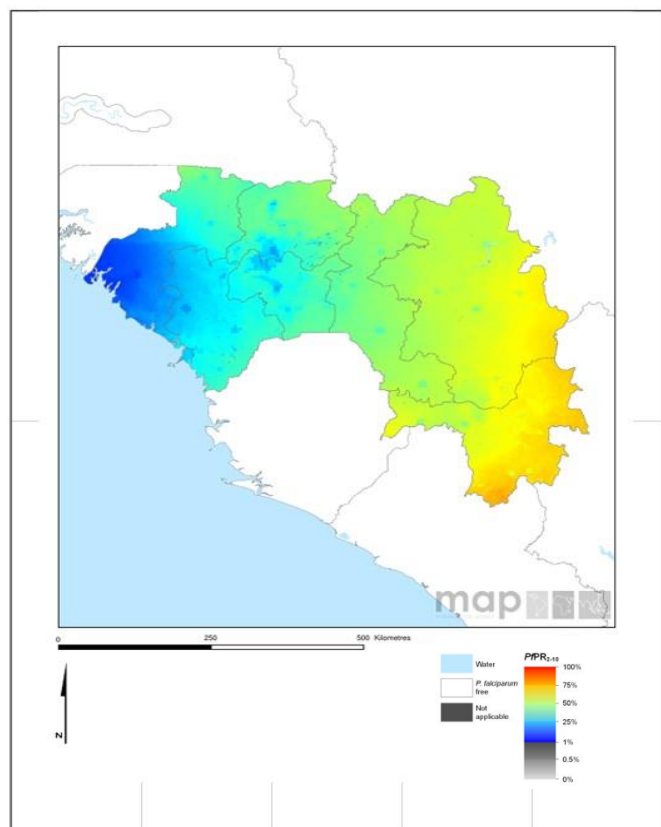 map
0 250 500 Kilometres
N
Water
P. falciparum
free
Not
applicable
PfPR2-10
100%
75%
50%
25%
1%
0.5%
0%